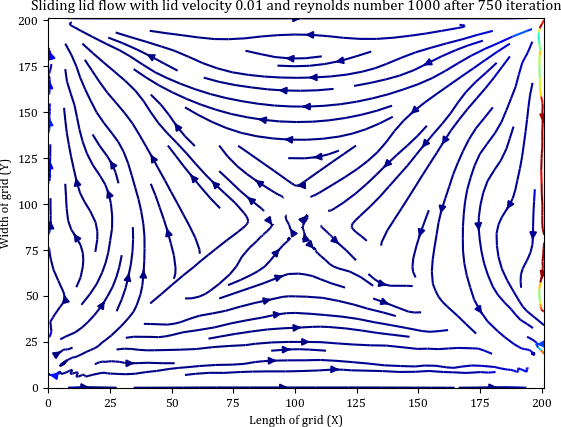 Sliding lid flow with lid velocity 0.01 and reynolds number 1000 after 750 iteration
200
175
150
125
100
75
50
25
0
Width of grid (Y)
0 25 50 75 100 125 150 175 200
Length of grid (X)